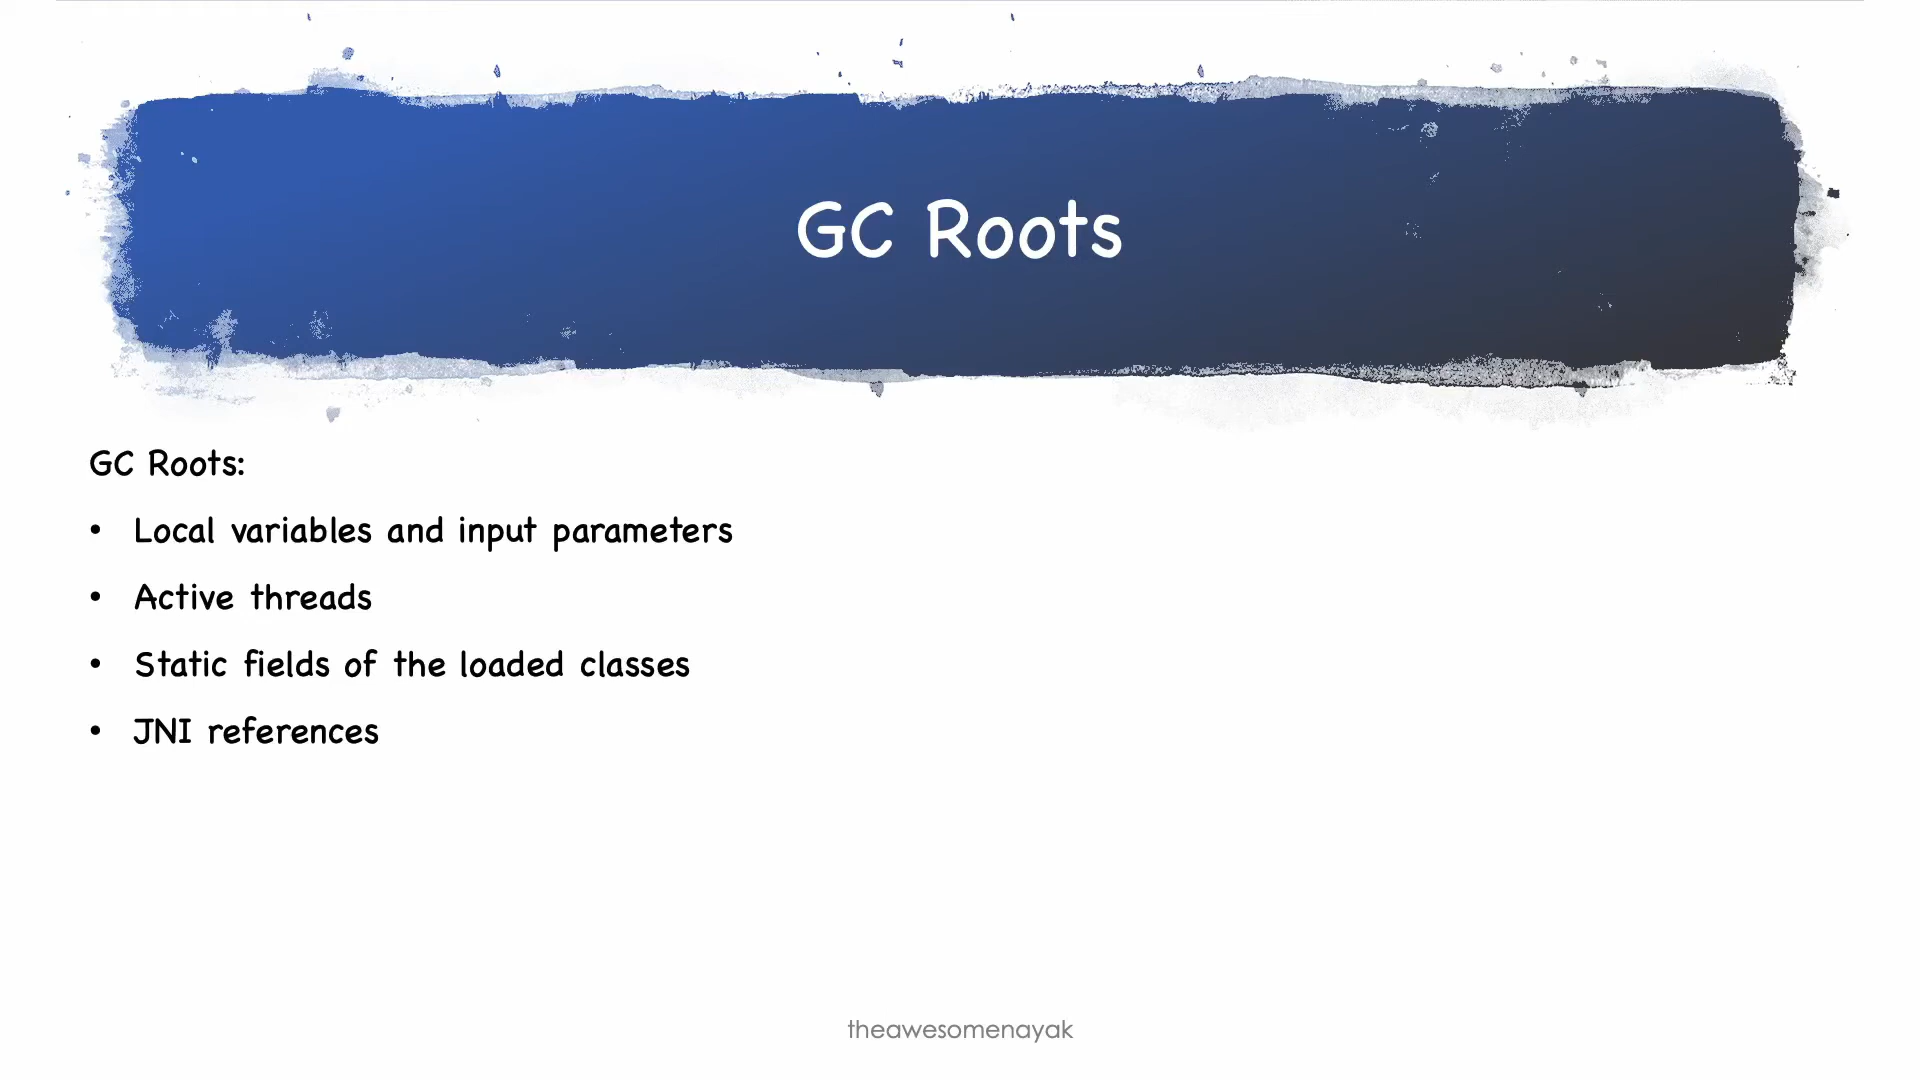 GC Roots
GC Roots:
• Local variables and input parameters
• Active threads
• Static fields of the loaded classes
• JNI references
theawesomenayak